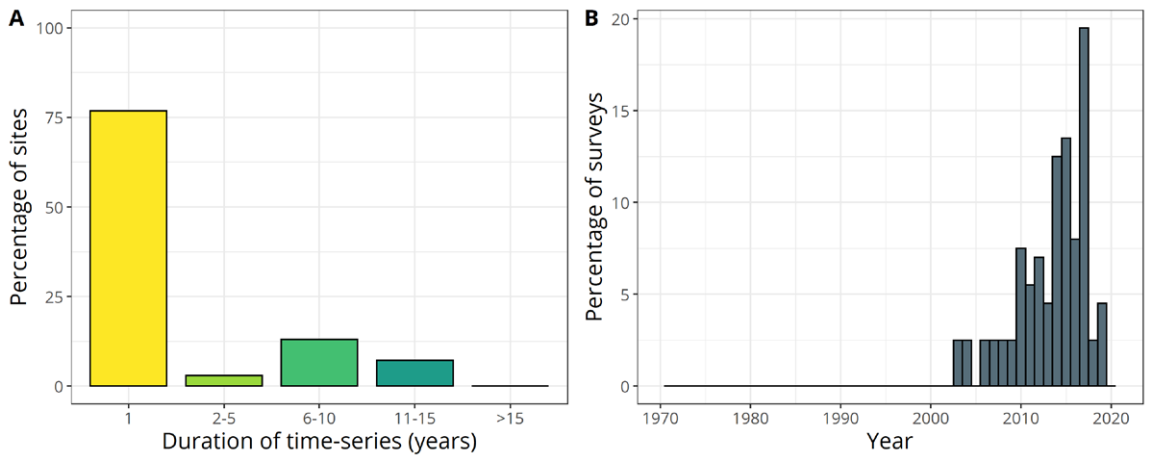 A
Percentage of sites
100
75
50
25
0
1 2-5 6-10 11-15 >15
Duration of time-series (years)
B
Percentage of surveys
20
15
10
5
0
1970 1980 1990 2000 2010 2020
Year